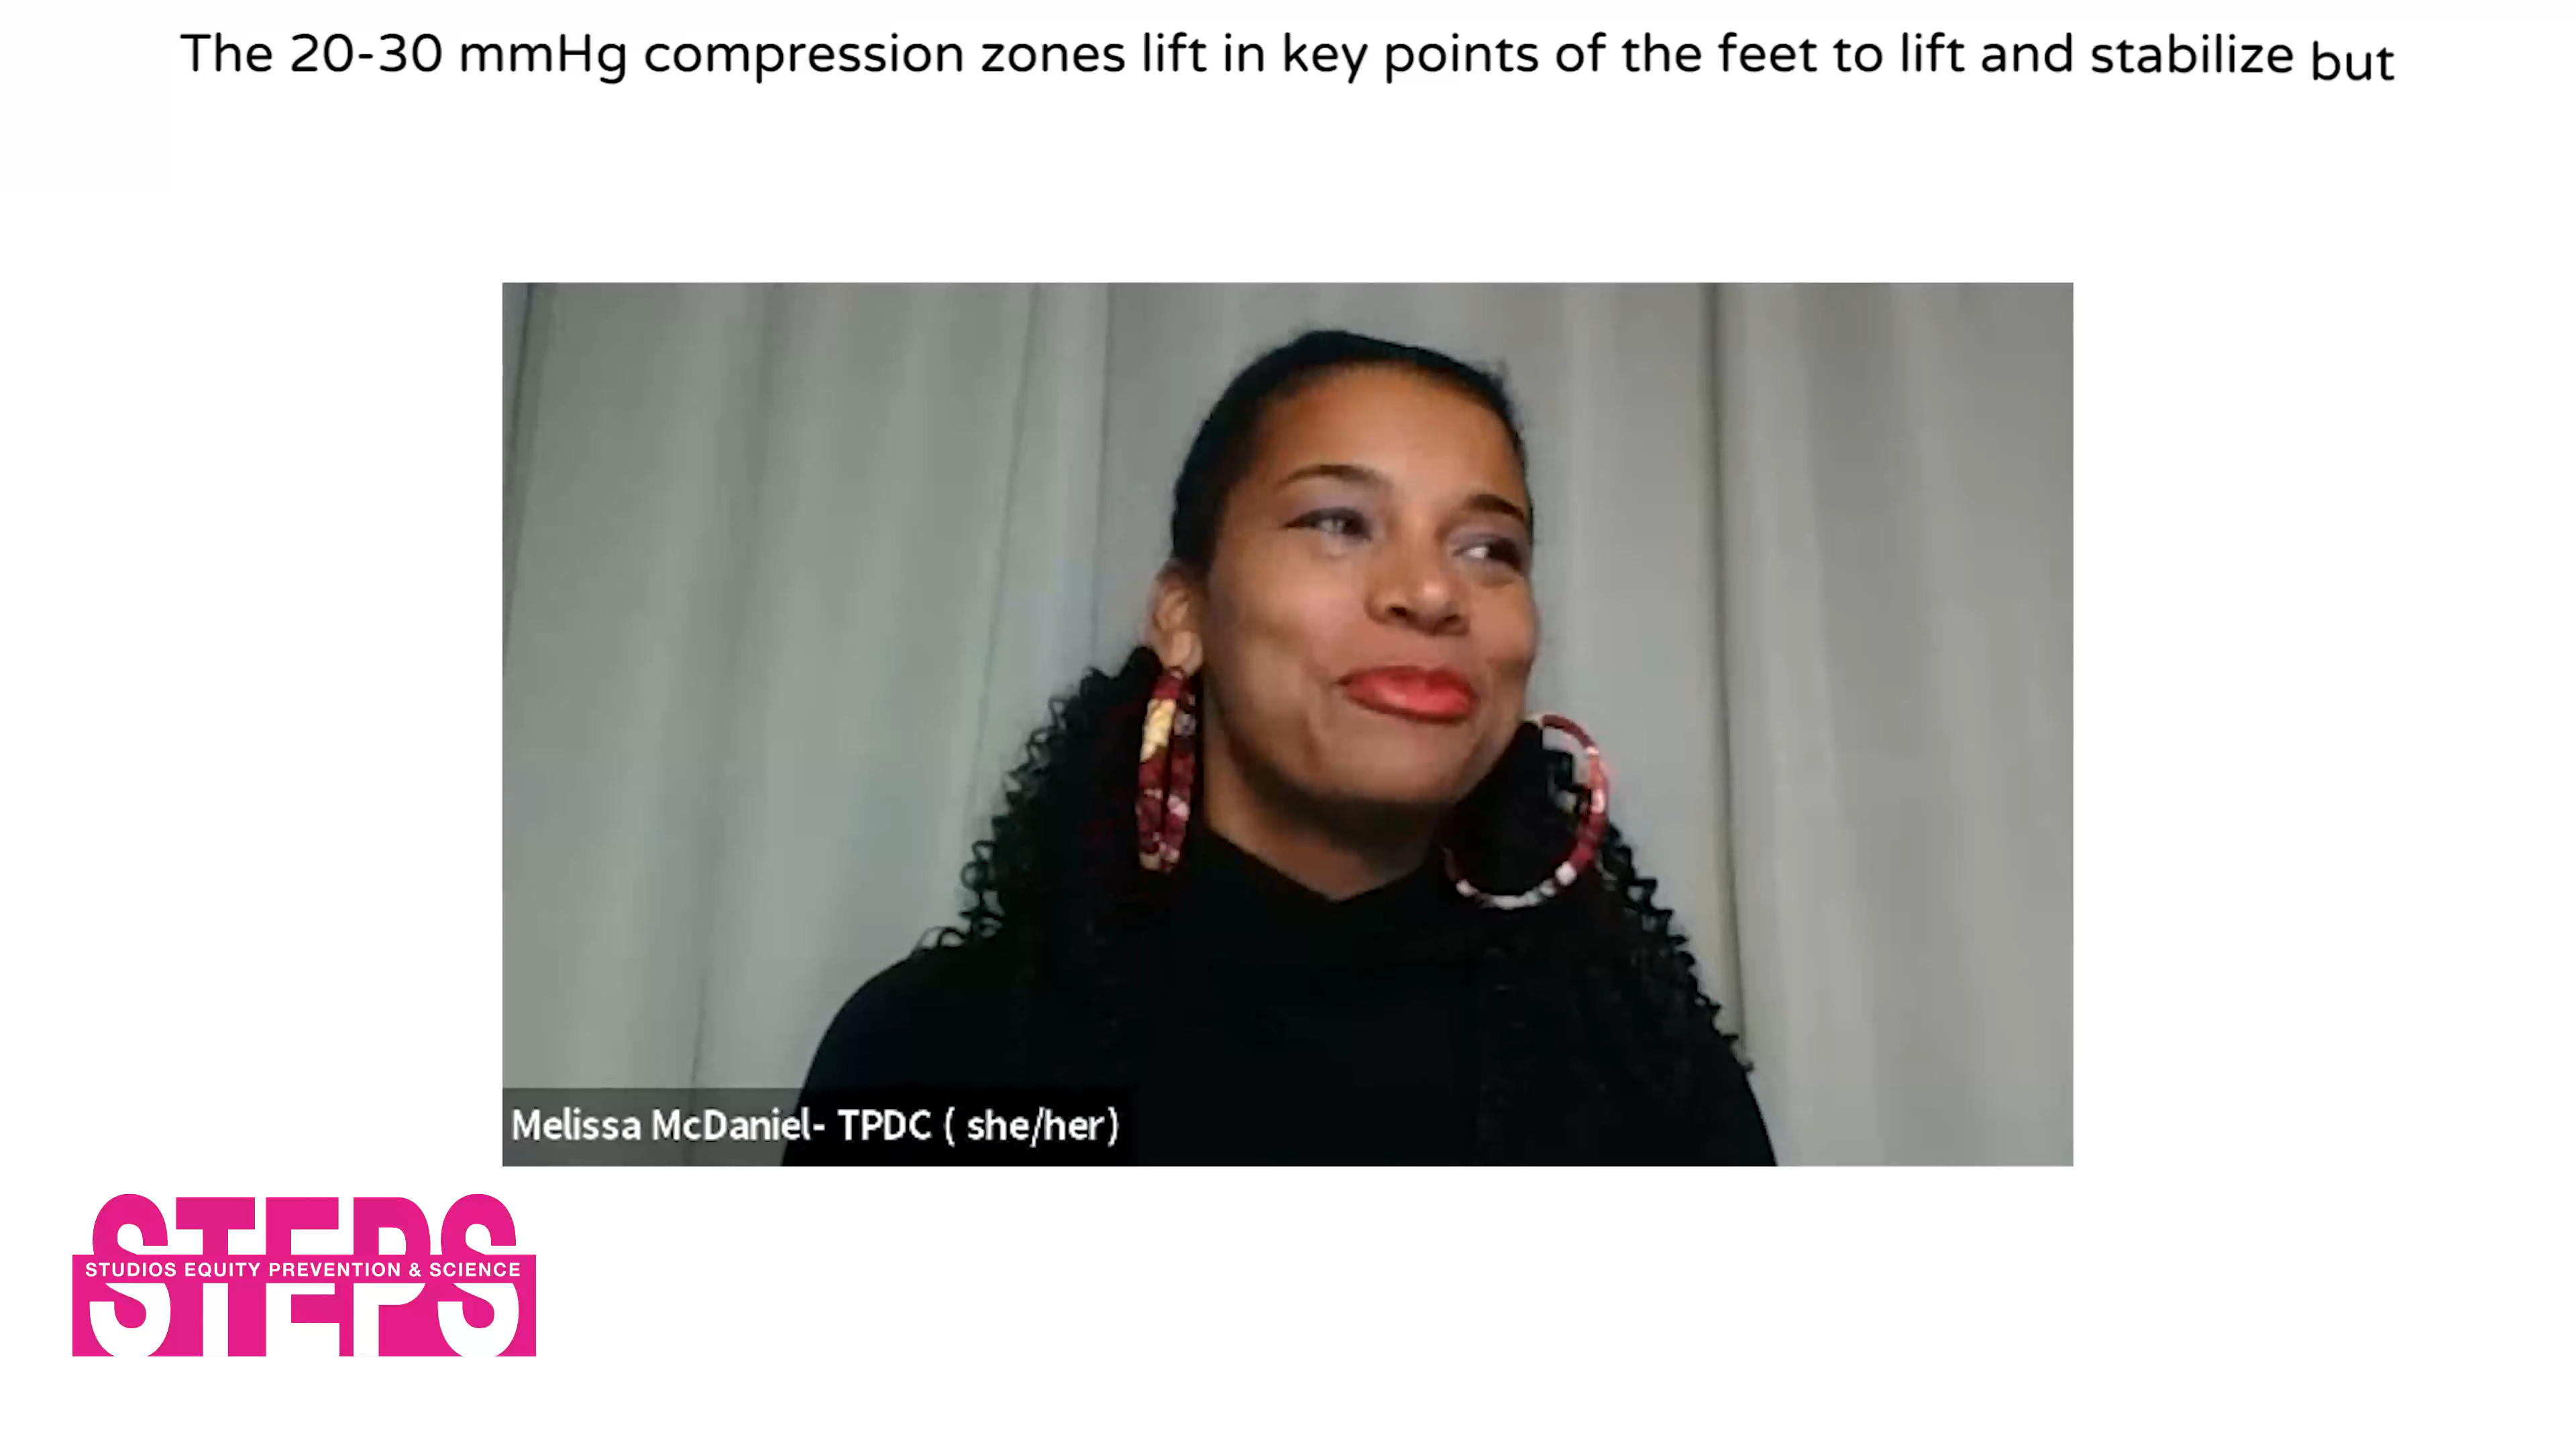 The 20-30 mmHg compression zones lift in key points of the feet to lift and stabilize but
Melissa McDaniel- TPDC ( she/her)
STEPS
STUDIOS EQUITY PREVENTION & SCIENCE